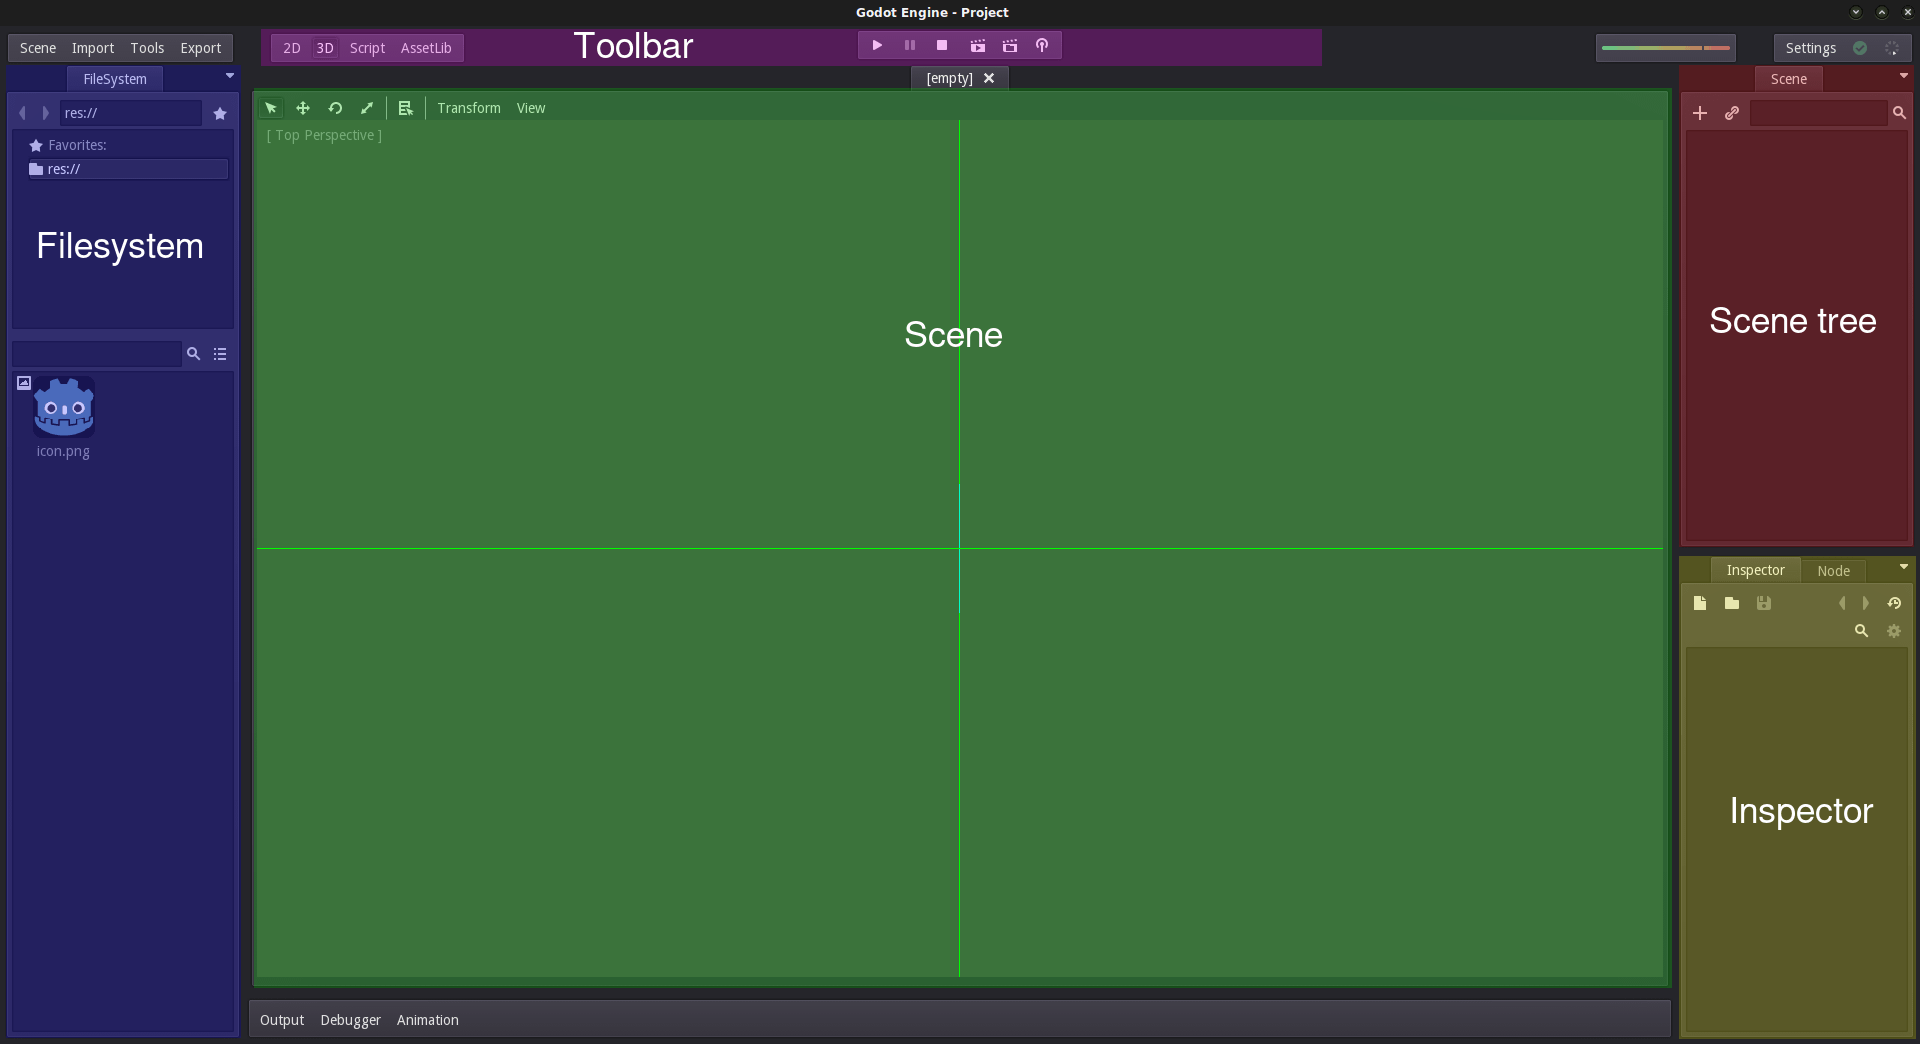 Godot Engine - Project
Scene Import Tools Export
2D 3D Script AssetLib
Toolbar
Settings
FileSystem
[empty]
Scene
res://
Transform View
[ Top Perspective ]
Favorites:
res://
Filesystem
Scene
Scene tree
icon.png
Inspector Node
Inspector
Output Debugger Animation